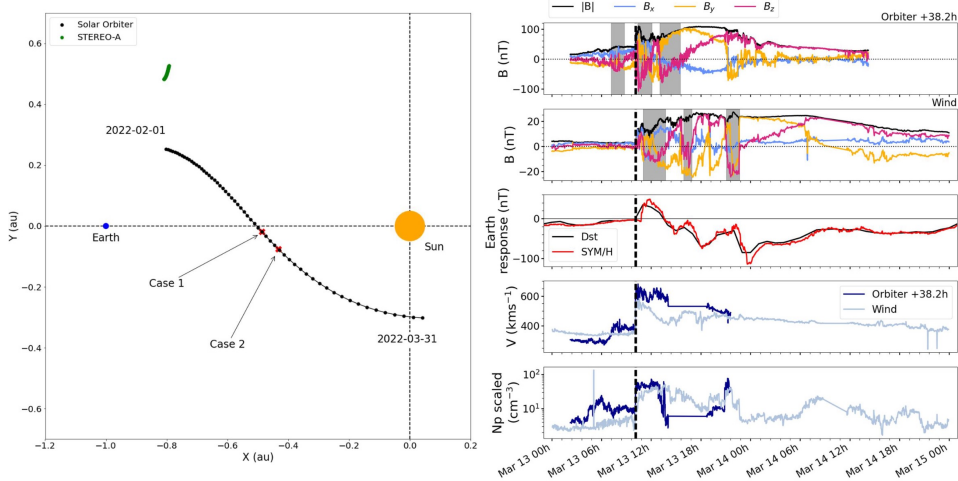 Solar Orbiter
STEREO-A
2022-02-01
Earth
Sun
Case 1
Case 2
2022-03-31
0.6
0.4
0.2
0.0
−0.2
−0.4
−0.6
Y (au)
−1.2
−1.0
−0.8
−0.6
−0.4
−0.2
0.0
0.2
X (au)
|B|
Bx
By
Bz
Orbiter +38.2h
100
0
−100
B (nT)
Wind
20
0
−20
B (nT)
0
−100
Earth
response (nT)
Dst
SYM/H
600
400
V (kms⁻¹)
Orbiter +38.2h
Wind
10²
10¹
Np scaled
(cm⁻³)
Mar 13 00h
Mar 13 06h
Mar 13 12h
Mar 13 18h
Mar 14 00h
Mar 14 06h
Mar 14 12h
Mar 14 18h
Mar 15 00h